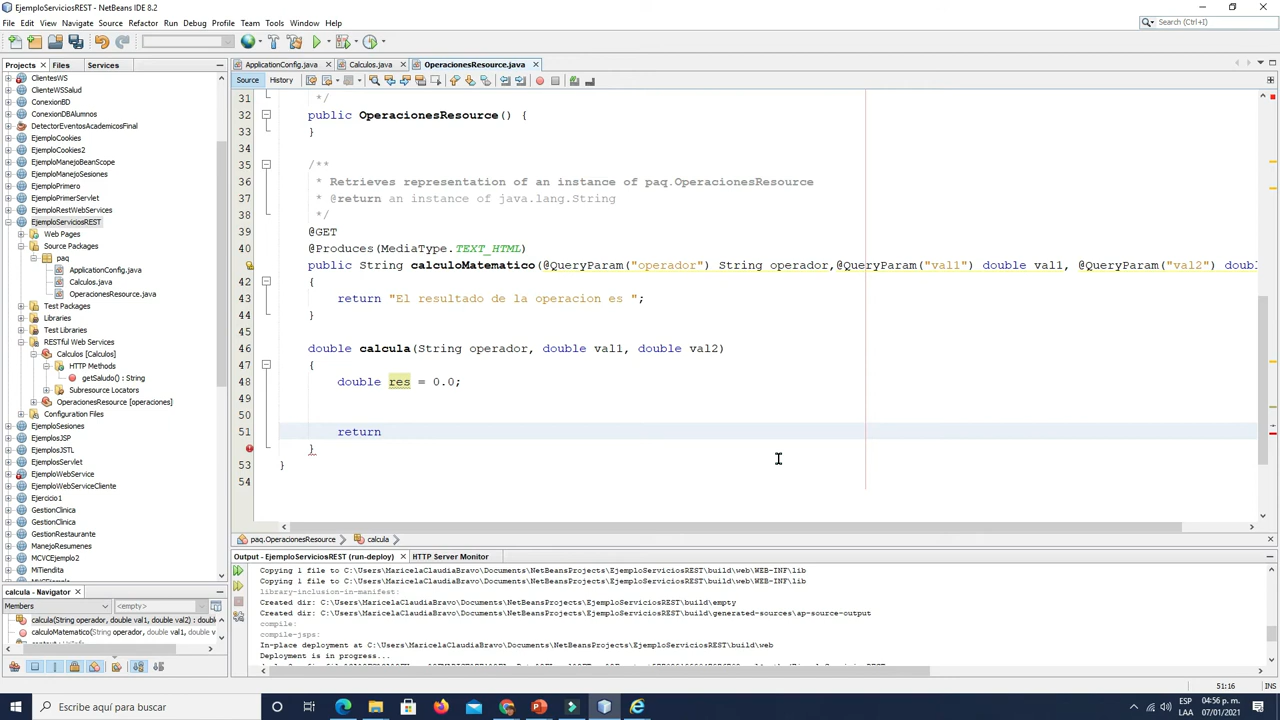 EjemploServiciosREST - NetBeans IDE 8.2
File Edit View Navigate Source Refactor Run Debug Profile Team Tools Window Help
Search (Ctrl+I)
Projects Files Services
ApplicationConfig.java Calculos.java OperacionesResource.java
Source History
ClientesWS
ClienteWSSalud
ConexionBD
ConexionDBAlumnos
DetectorEventosAcademicosFinal
EjemploCookies
EjemploCookies2
EjemploManejoBeanScope
EjemploManejoSesiones
EjemploPrimero
EjemploPrimerServlet
EjemploRestWebServices
EjemploServiciosREST
Web Pages
Source Packages
paq
ApplicationConfig.java
Calculos.java
OperacionesResource.java
Test Packages
Libraries
Test Libraries
RESTful Web Services
Calculos [Calculos]
HTTP Methods
getSaludo() : String
Subresource Locators
OperacionesResource [operaciones]
Configuration Files
EjemploSesiones
EjemplosJSP
EjemplosJSTL
EjemplosServlet
EjemploWebService
EjemploWebServiceCliente
Ejercicio1
GestionClinica
GestionClinica
GestionRestaurante
ManejoResumenes
MCVCEjemplo2
MiTienda
31 */
32 public OperacionesResource() {
33 }
34
35 /**
36 * Retrieves representation of an instance of paq.OperacionesResource
37 * @return an instance of java.lang.String
38 */
39 @GET
40 @Produces(MediaType.TEXT_HTML)
public String calculoMatematico(@QueryParam("operador") String operador,@QueryParam("val1") double val1, @QueryParam("val2") doubl
42 {
43 return "El resultado de la operacion es ";
44 }
45
46 double calcula(String operador, double val1, double val2)
47 {
48 double res = 0.0;
49
50
51 return
}
53 }
54
paq.OperacionesResource calcula
calcula - Navigator
Members <empty>
calcula(String operador, double val1, double val2) : doubl
calculoMatematico(String operador, double val1, double v
Output - EjemploServiciosREST (run-deploy) HTTP Server Monitor
Copying 1 file to C:\Users\MaricelaClaudiaBravo\Documents\NetBeansProjects\EjemploServiciosREST\build\web\WEB-INF\lib
Copying 1 file to C:\Users\MaricelaClaudiaBravo\Documents\NetBeansProjects\EjemploServiciosREST\build\web\WEB-INF\lib
library-inclusion-in-manifest:
Created dir: C:\Users\MaricelaClaudiaBravo\Documents\NetBeansProjects\EjemploServiciosREST\build\empty
Created dir: C:\Users\MaricelaClaudiaBravo\Documents\NetBeansProjects\EjemploServiciosREST\build\generated-sources\ap-source-output
compile:
compile-jsps:
In-place deployment at C:\Users\MaricelaClaudiaBravo\Documents\NetBeansProjects\EjemploServiciosREST\build\web
Deployment is in progress...
51:16 INS
Escribe aquí para buscar
ESP
LAA
04:56 p. m.
07/01/2021